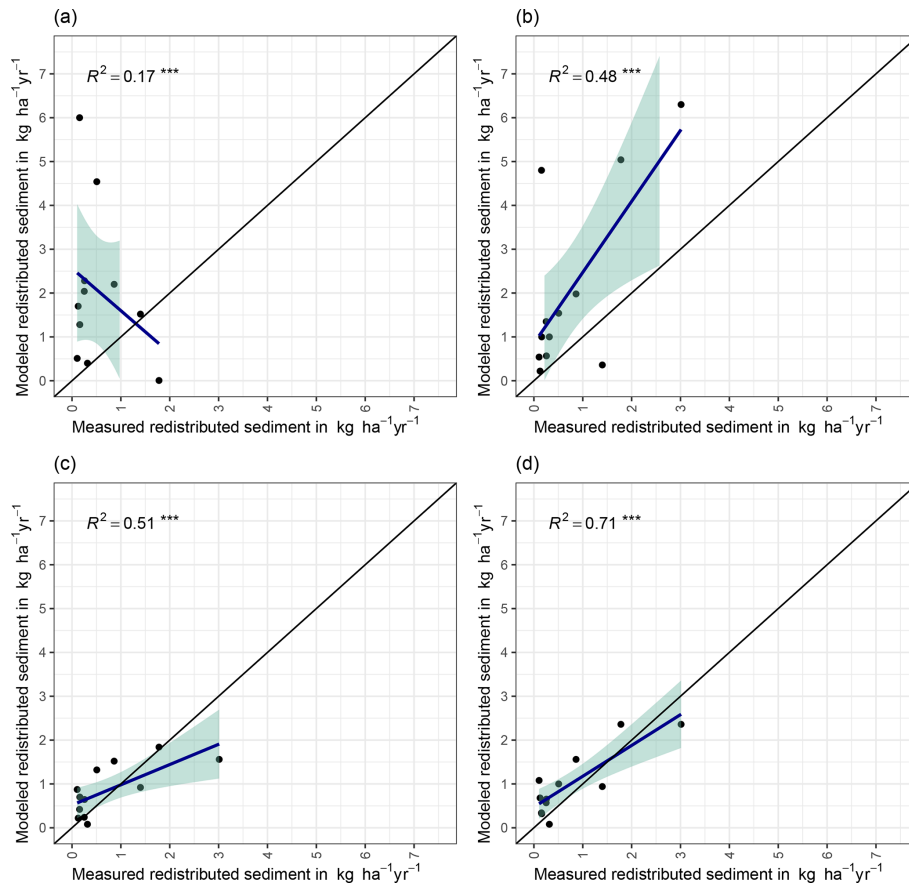 (a)
R² = 0.17 ***
Modeled redistributed sediment in kg ha⁻¹yr⁻¹
7
6
5
4
3
2
1
0
0 1 2 3 4 5 6 7
Measured redistributed sediment in kg ha⁻¹yr⁻¹
(b)
R² = 0.48 ***
Modeled redistributed sediment in kg ha⁻¹yr⁻¹
7
6
5
4
3
2
1
0
0 1 2 3 4 5 6 7
Measured redistributed sediment in kg ha⁻¹yr⁻¹
(c)
R² = 0.51 ***
Modeled redistributed sediment in kg ha⁻¹yr⁻¹
7
6
5
4
3
2
1
0
0 1 2 3 4 5 6 7
Measured redistributed sediment in kg ha⁻¹yr⁻¹
(d)
R² = 0.71 ***
Modeled redistributed sediment in kg ha⁻¹yr⁻¹
7
6
5
4
3
2
1
0
0 1 2 3 4 5 6 7
Measured redistributed sediment in kg ha⁻¹yr⁻¹